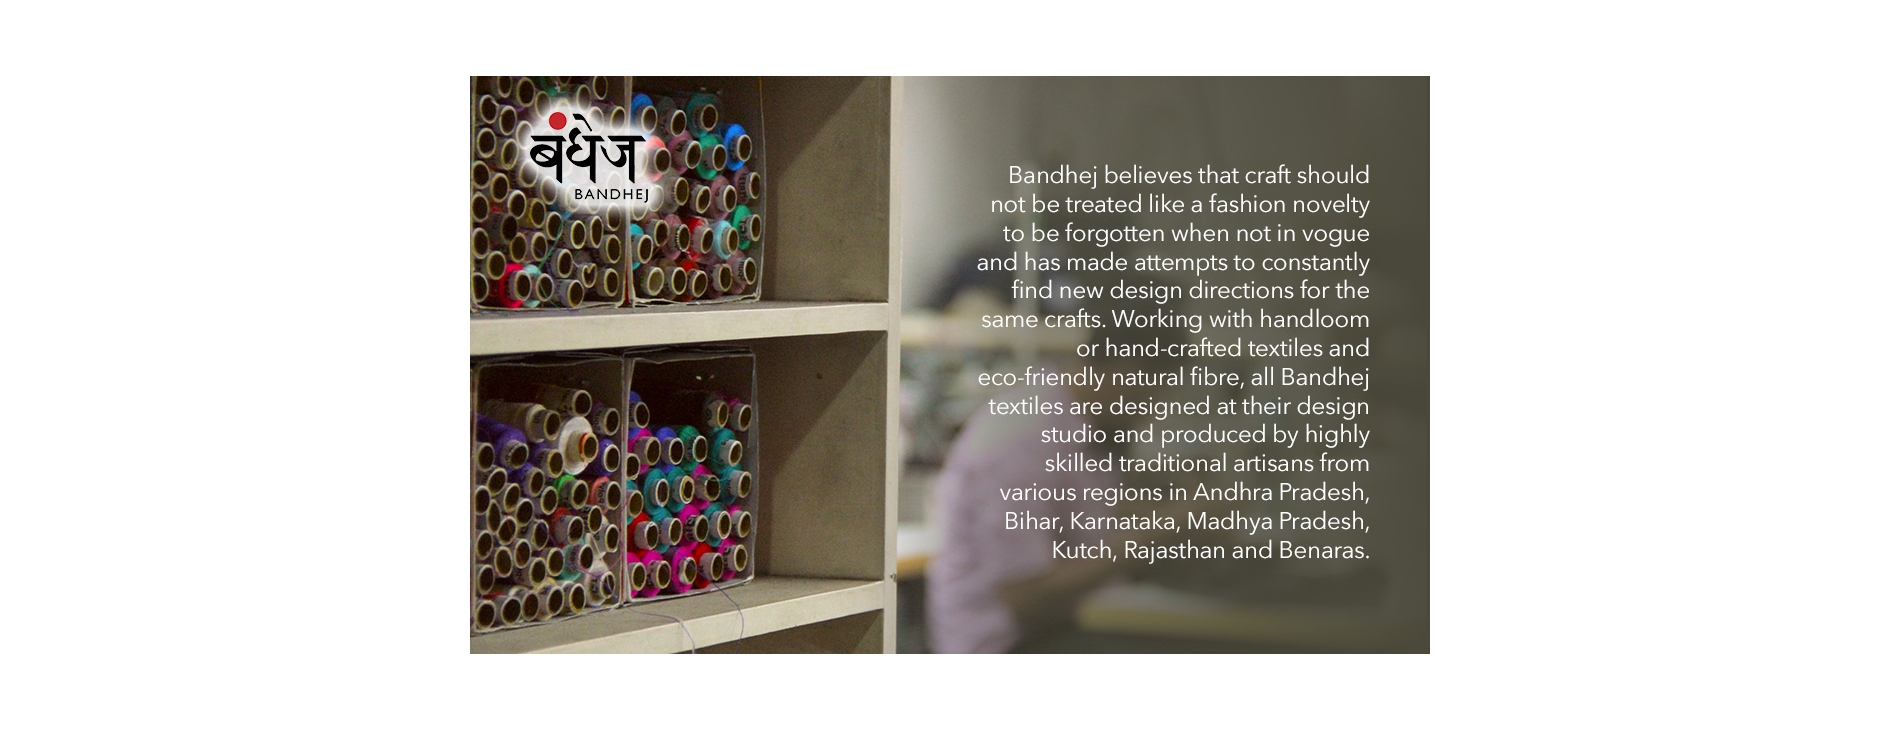 बंधेज
BANDHEJ
Bandhej believes that craft should
not be treated like a fashion novelty
to be forgotten when not in vogue
and has made attempts to constantly
find new design directions for the
same crafts. Working with handloom
or hand-crafted textiles and
eco-friendly natural fibre, all Bandhej
textiles are designed at their design
studio and produced by highly
skilled traditional artisans from
various regions in Andhra Pradesh,
Bihar, Karnataka, Madhya Pradesh,
Kutch, Rajasthan and Benaras.